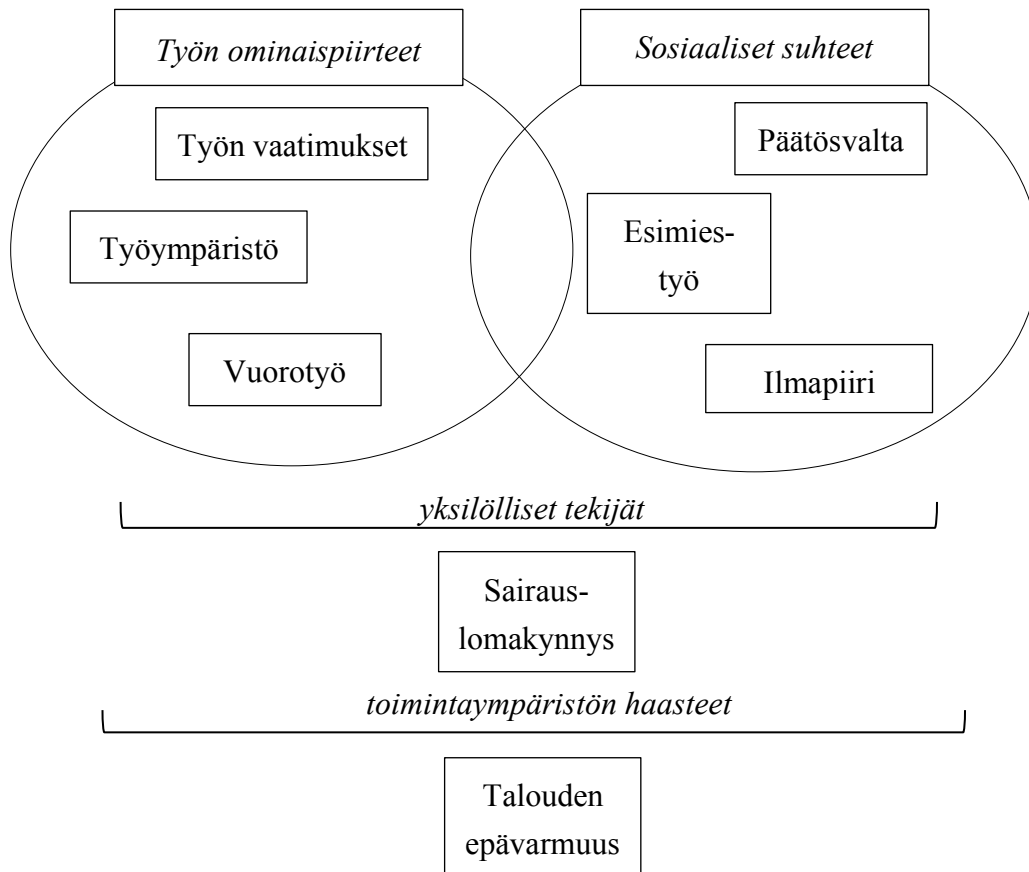 Työn ominaispiirteet
Sosiaaliset suhteet
Työn vaatimukset
Päätösvalta
Työympäristö
Esimies-
työ
Vuorotyö
Ilmapiiri
yksilölliset tekijät
Sairaus-
lomakynnys
toimintaympäristön haasteet
Talouden
epävarmuus